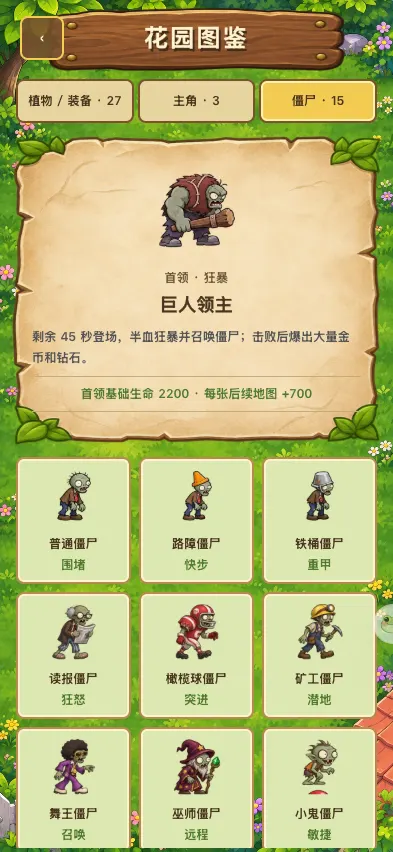 花园图鉴
植物 / 装备 · 27
主角 · 3
僵尸 · 15
首领 · 狂暴
巨人领主
剩余 45 秒登场，半血狂暴并召唤僵尸；击败后爆出大量金
币和钻石。
首领基础生命 2200 · 每张后续地图 +700
普通僵尸
围堵
路障僵尸
快步
铁桶僵尸
重甲
读报僵尸
狂怒
橄榄球僵尸
突进
矿工僵尸
潜地
舞王僵尸
召唤
巫师僵尸
远程
小鬼僵尸
敏捷